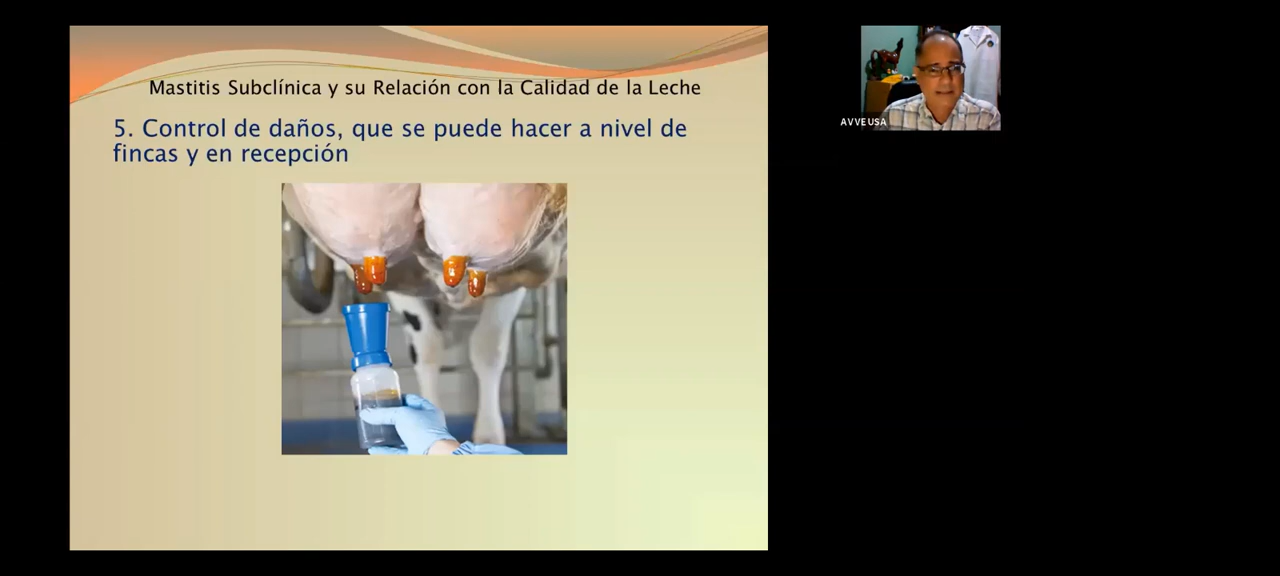 Mastitis Subclínica y su Relación con la Calidad de la Leche
5. Control de daños, que se puede hacer a nivel de
fincas y en recepción
AVVEUSA